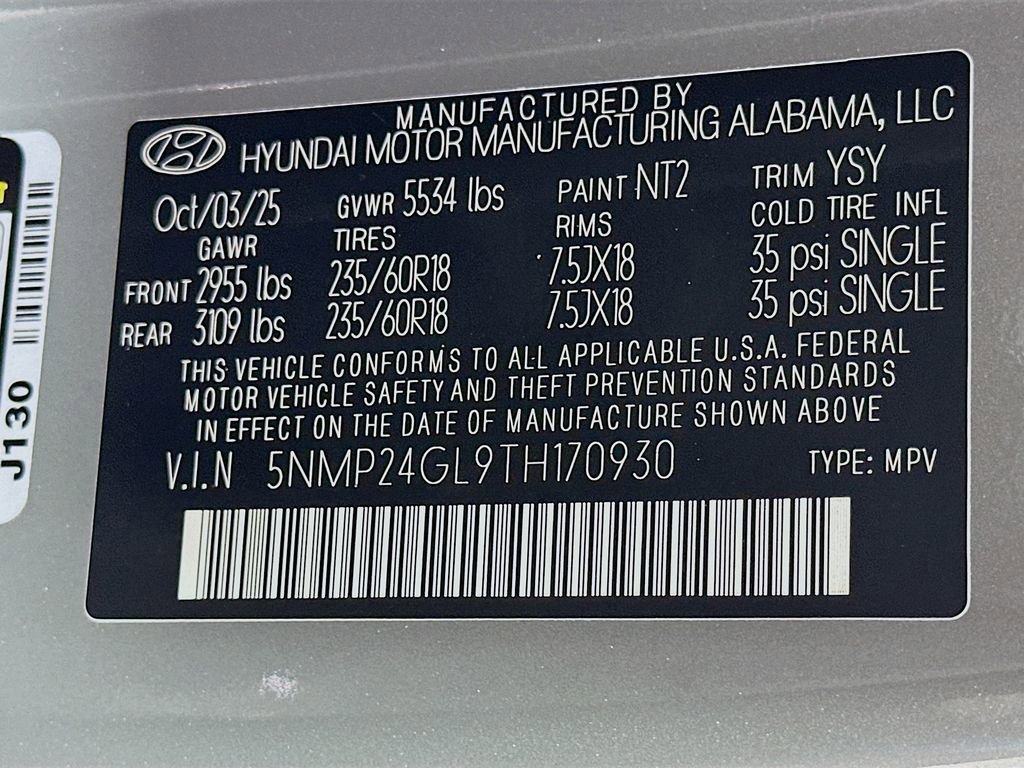 MANUFACTURED BY
HYUNDAI MOTOR MANUFACTURING ALABAMA, LLC
Oct/03/25 GVWR 5534 lbs PAINT NT2 TRIM YSY
GAWR TIRES RIMS COLD TIRE INFL
FRONT 2955 lbs 235/60R18 7.5JX18 35 psi SINGLE
REAR 3109 lbs 235/60R18 7.5JX18 35 psi SINGLE
THIS VEHICLE CONFORMS TO ALL APPLICABLE U.S.A. FEDERAL
MOTOR VEHICLE SAFETY AND THEFT PREVENTION STANDARDS
IN EFFECT ON THE DATE OF MANUFACTURE SHOWN ABOVE
V.I.N 5NMP24GL9TH170930 TYPE: MPV
J130